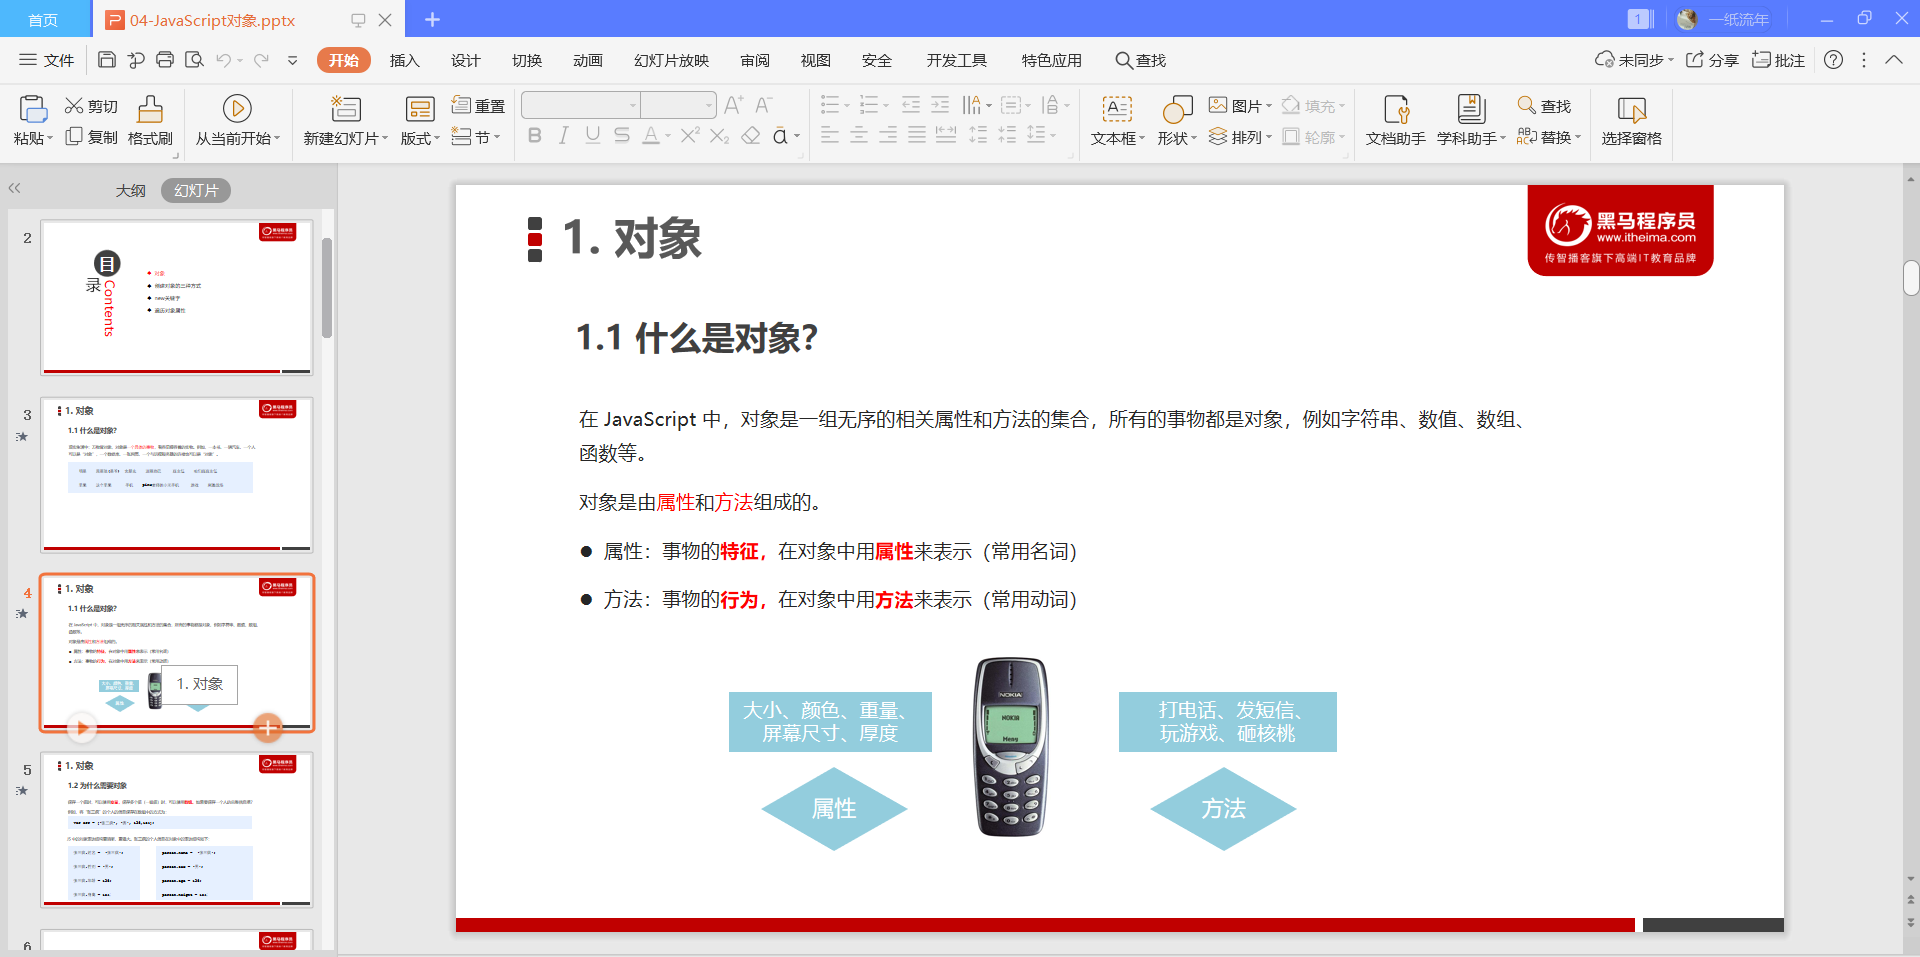 首页
04-JavaScript对象.pptx
1
一纸流年
文件
开始
插入
设计
切换
动画
幻灯片放映
审阅
视图
安全
开发工具
特色应用
查找
未同步
分享
批注
粘贴
剪切
复制
格式刷
从当前开始
新建幻灯片
版式
重置
节
文本框
形状
图片
排列
填充
轮廓
文档助手
学科助手
查找
替换
选择窗格
大纲
幻灯片
2
目
录
Contents
对象
创建对象的三种方式
new关键字
遍历对象属性
3
1. 对象
1.1 什么是对象?
4
1. 对象
1.1 什么是对象?
1. 对象
5
1. 对象
1.2 为什么需要对象
6
1. 对象
黑马程序员
www.itheima.com
传智播客旗下高端IT教育品牌
1.1 什么是对象?
在 JavaScript 中，对象是一组无序的相关属性和方法的集合，所有的事物都是对象，例如字符串、数值、数组、
函数等。
对象是由属性和方法组成的。
● 属性：事物的特征，在对象中用属性来表示（常用名词）
● 方法：事物的行为，在对象中用方法来表示（常用动词）
大小、颜色、重量、
屏幕尺寸、厚度
属性
NOKIA
NOKIA
Menu
打电话、发短信、
玩游戏、砸核桃
方法